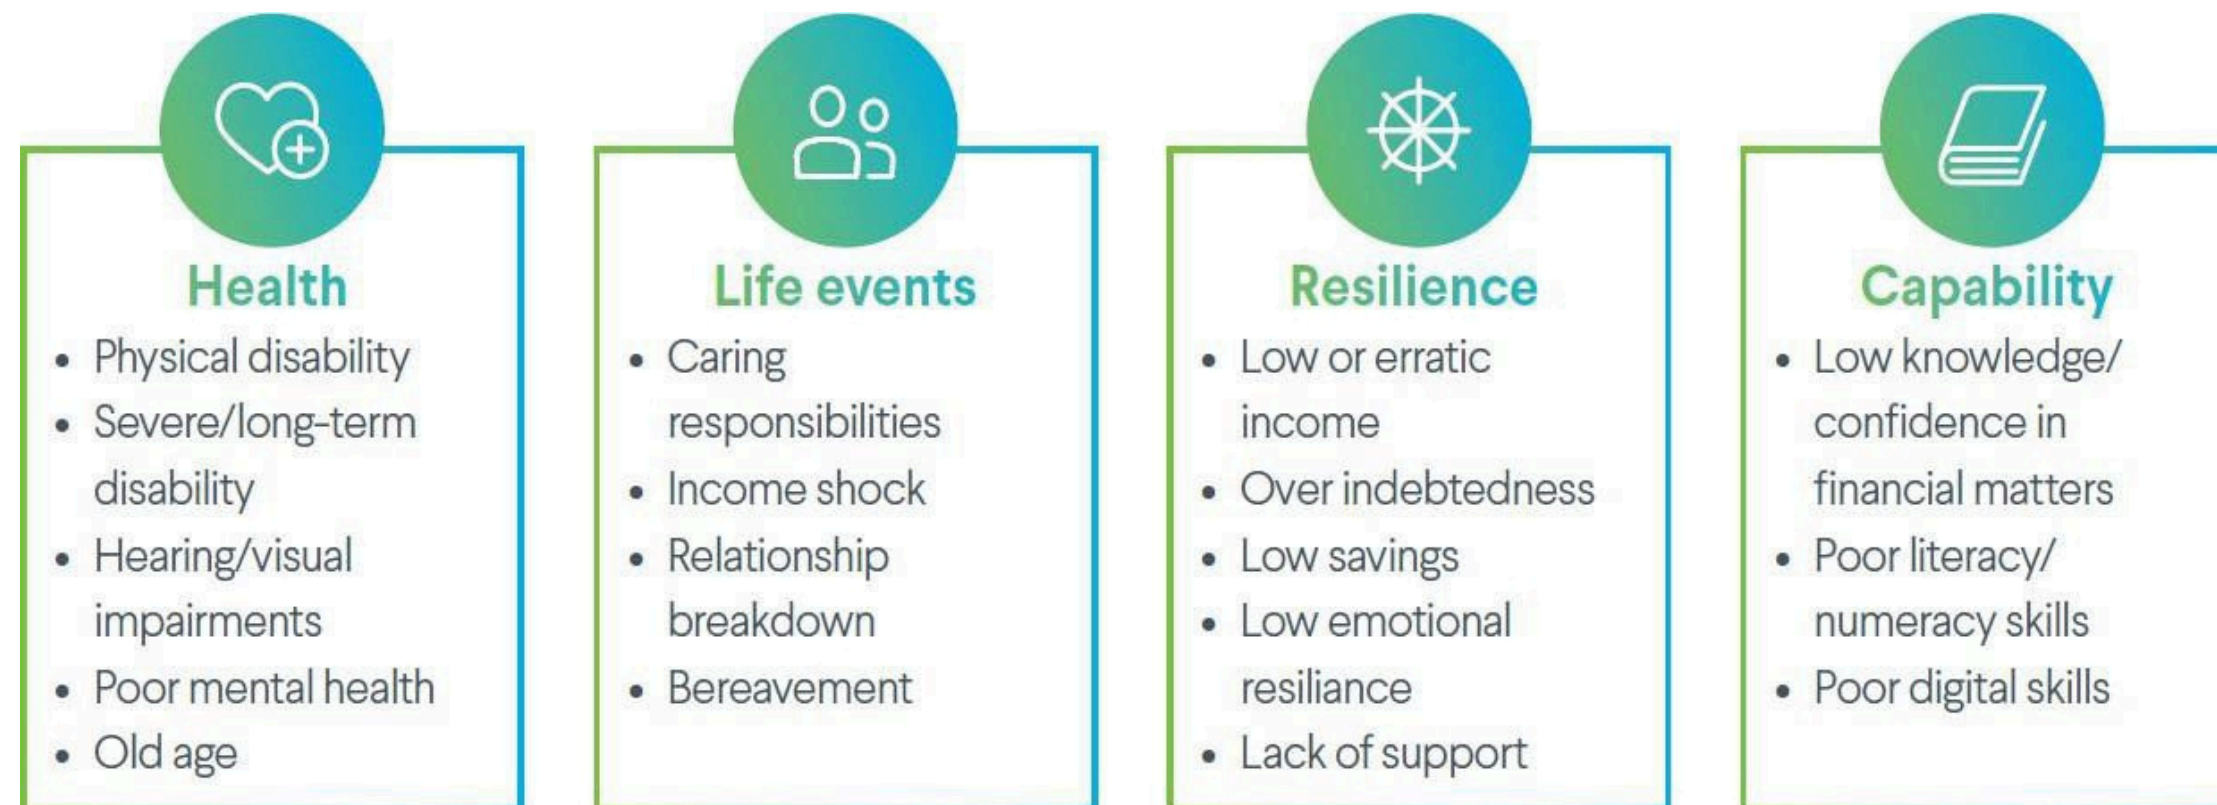 Health
• Physical disability
• Severe/long-term
disability
• Hearing/visual
impairments
• Poor mental health
• Old age
Life events
• Caring
responsibilities
• Income shock
• Relationship
breakdown
• Bereavement
Resilience
• Low or erratic
income
• Over indebtedness
• Low savings
• Low emotional
resiliance
• Lack of support
Capability
• Low knowledge/
confidence in
financial matters
• Poor literacy/
numeracy skills
• Poor digital skills